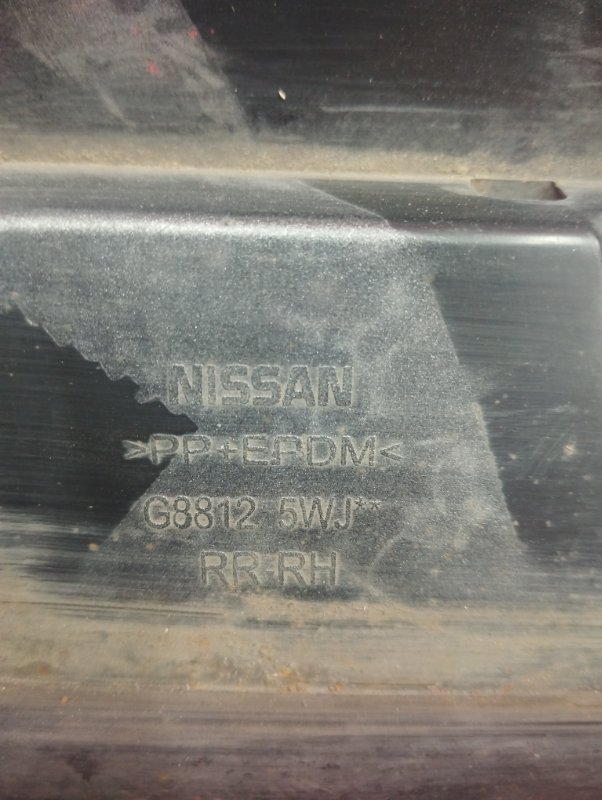 NISSAN
>PP+EPDM<
G8812 5WJ**
RR-RH